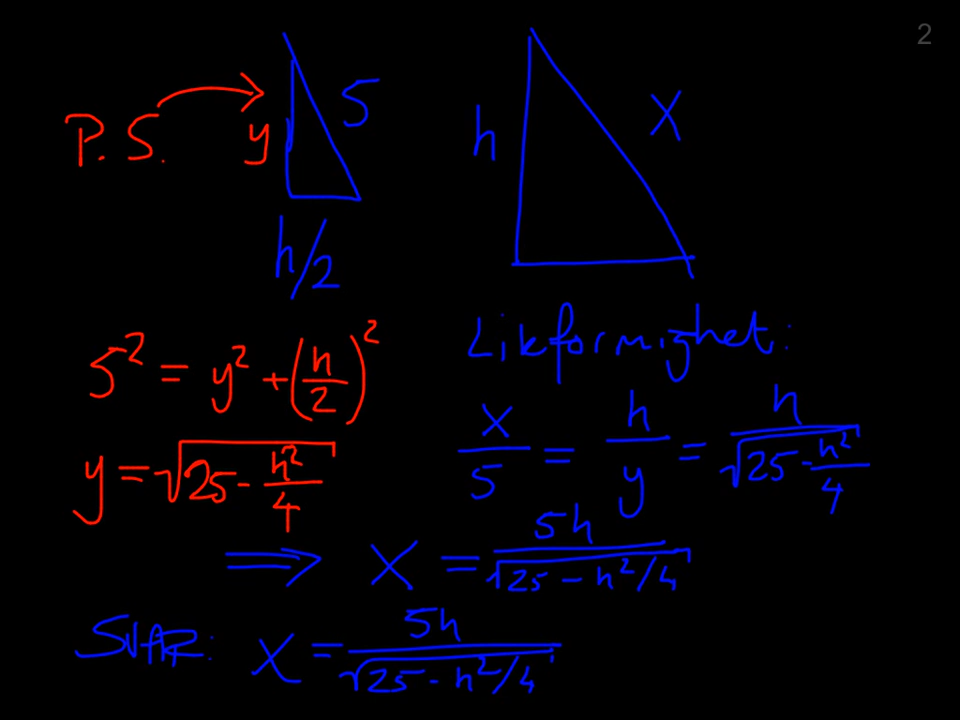 2
P.S. y 5 h/2
h x
5² = y² + (h/2)²
y = √(25 - h²/4)
Likformighet:
x/5 = h/y = h/√(25 - h²/4)
⟹ x = 5h/√(25 - h²/4)
SVAR: x = 5h/√(25 - h²/4)